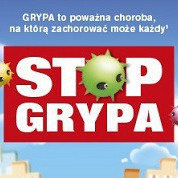 GRYPA to poważna choroba,
na którą zachorować może każdy¹
STOP
GRYPA